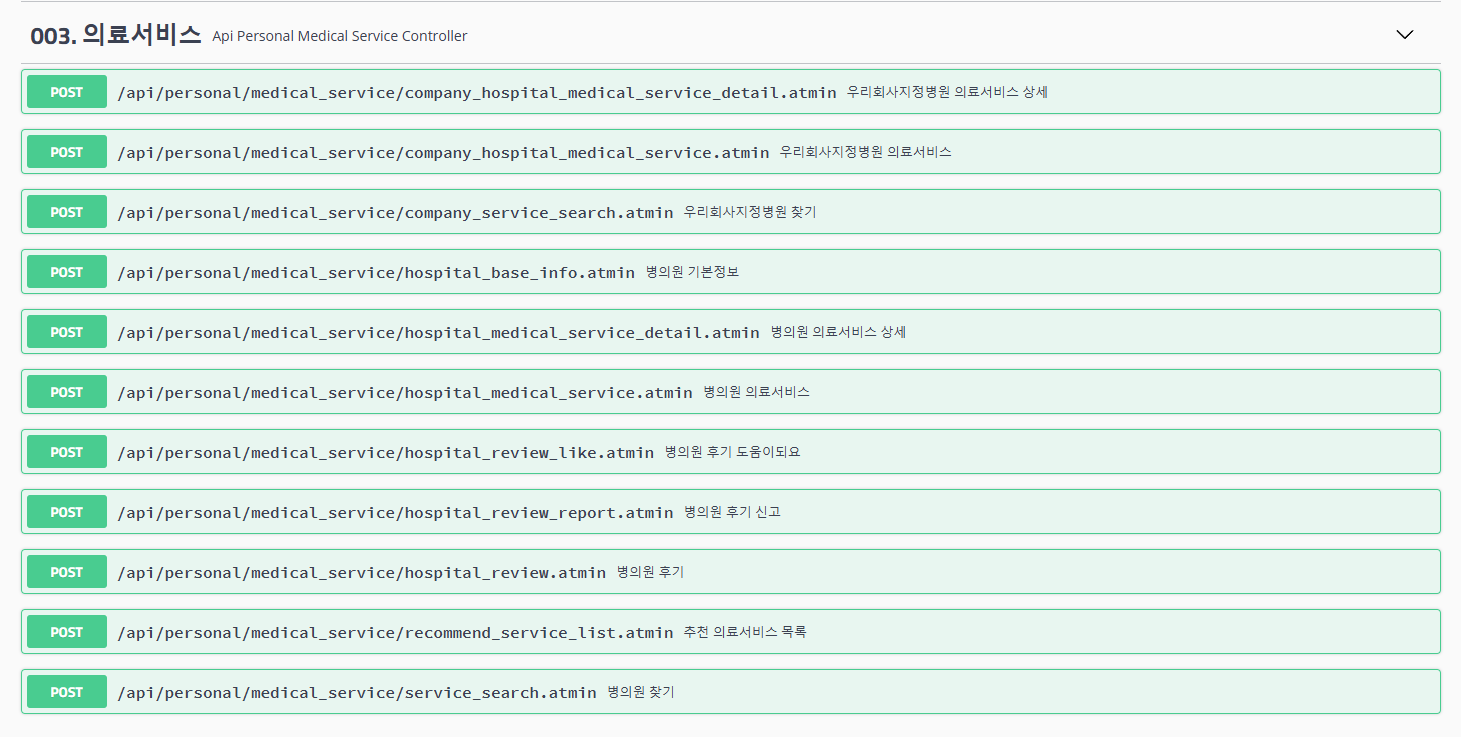 003. 의료서비스 Api Personal Medical Service Controller
POST /api/personal/medical_service/company_hospital_medical_service_detail.atmin 우리회사지정병원 의료서비스 상세
POST /api/personal/medical_service/company_hospital_medical_service.atmin 우리회사지정병원 의료서비스
POST /api/personal/medical_service/company_service_search.atmin 우리회사지정병원 찾기
POST /api/personal/medical_service/hospital_base_info.atmin 병의원 기본정보
POST /api/personal/medical_service/hospital_medical_service_detail.atmin 병의원 의료서비스 상세
POST /api/personal/medical_service/hospital_medical_service.atmin 병의원 의료서비스
POST /api/personal/medical_service/hospital_review_like.atmin 병의원 후기 도움이되요
POST /api/personal/medical_service/hospital_review_report.atmin 병의원 후기 신고
POST /api/personal/medical_service/hospital_review.atmin 병의원 후기
POST /api/personal/medical_service/recommend_service_list.atmin 추천 의료서비스 목록
POST /api/personal/medical_service/service_search.atmin 병의원 찾기